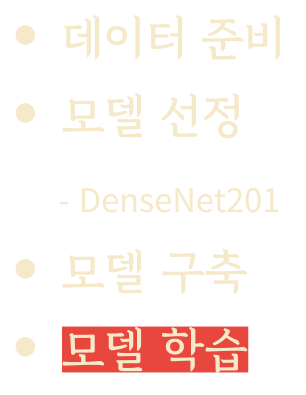 • 데이터 준비
• 모델 선정
- DenseNet201
• 모델 구축
• 모델 학습